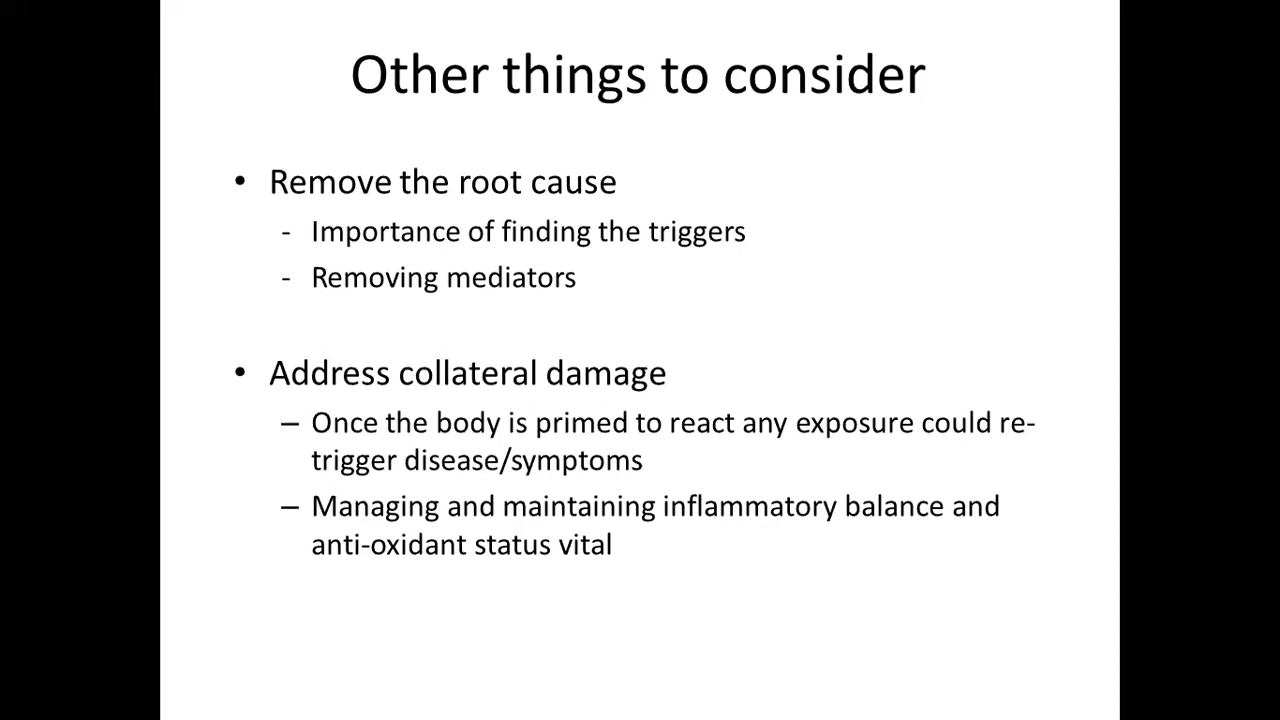 Other things to consider
• Remove the root cause
- Importance of finding the triggers
- Removing mediators
• Address collateral damage
– Once the body is primed to react any exposure could re-
trigger disease/symptoms
– Managing and maintaining inflammatory balance and
anti-oxidant status vital